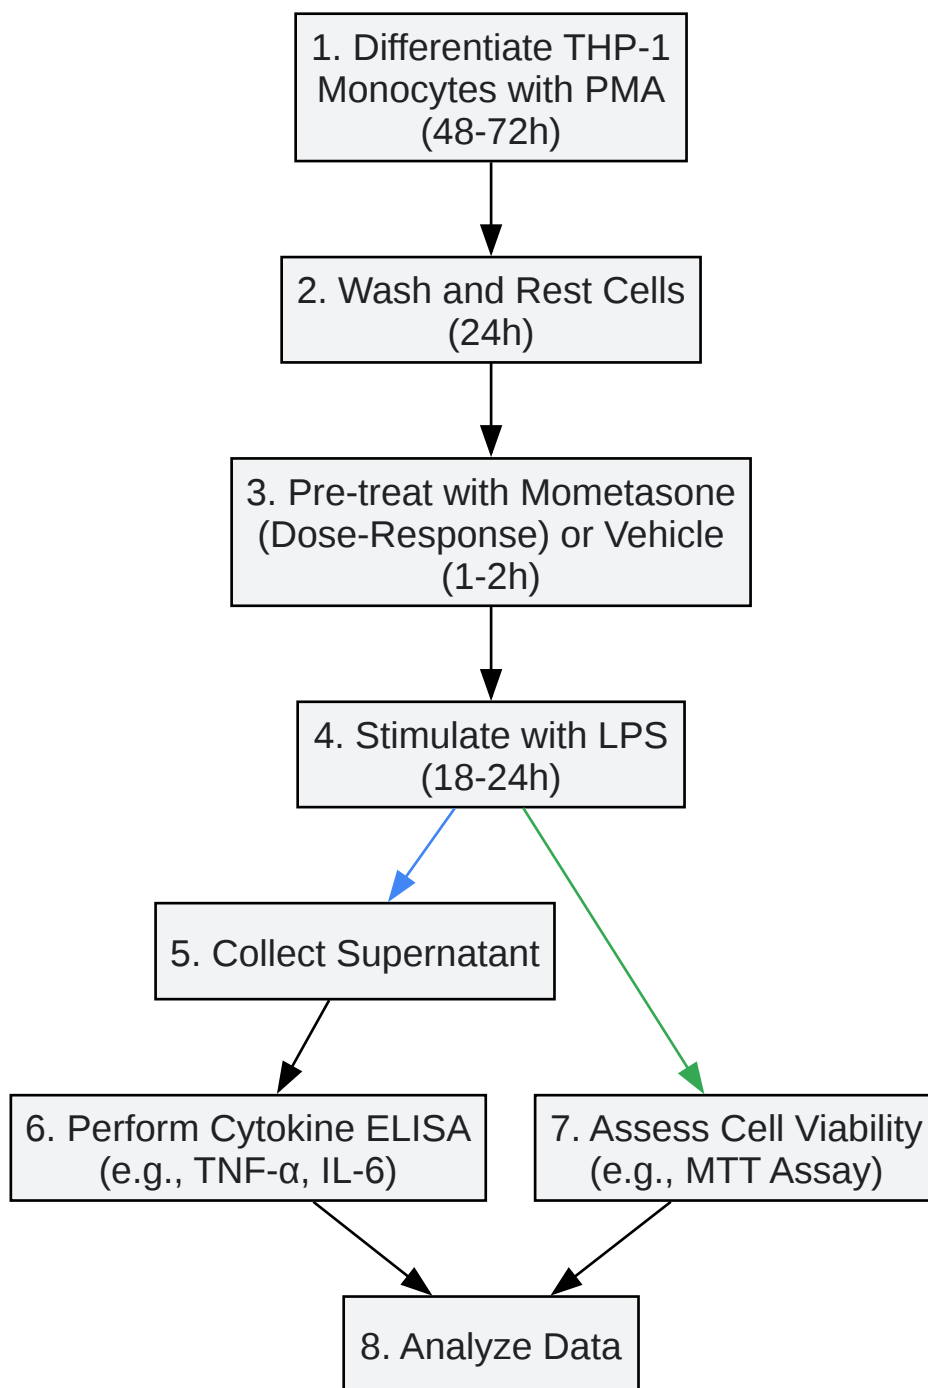 1. Differentiate THP-1
Monocytes with PMA
(48-72h)
2. Wash and Rest Cells
(24h)
3. Pre-treat with Mometasone
(Dose-Response) or Vehicle
(1-2h)
4. Stimulate with LPS
(18-24h)
5. Collect Supernatant
6. Perform Cytokine ELISA
(e.g., TNF-α, IL-6)
7. Assess Cell Viability
(e.g., MTT Assay)
8. Analyze Data